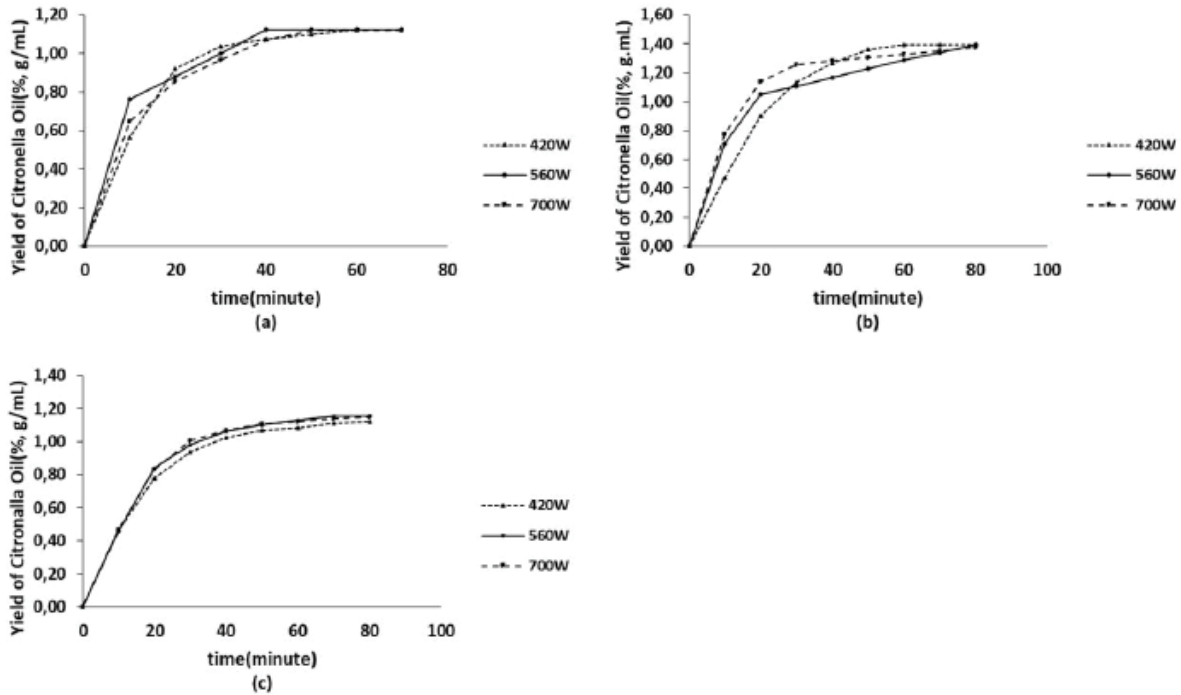 Yield of Citronella Oil(%, g/mL)
1,20
1,00
0,80
0,60
0,40
0,20
0,00
0
20
40
60
80
time(minute)
(a)
420W
560W
700W
Yield of Citronella Oil(%, g.mL)
1,60
1,40
1,20
1,00
0,80
0,60
0,40
0,20
0,00
0
20
40
60
80
100
time(minute)
(b)
420W
560W
700W
Yield of Citronalla Oil(%, g/mL)
1,40
1,20
1,00
0,80
0,60
0,40
0,20
0,00
0
20
40
60
80
100
time(minute)
(c)
420W
560W
700W